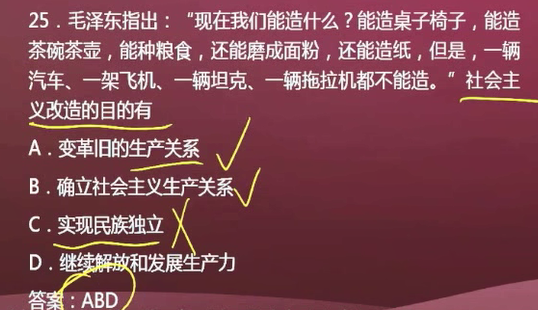 25．毛泽东指出：“现在我们能造什么？能造桌子椅子，能造
茶碗茶壶，能种粮食，还能磨成面粉，还能造纸，但是，一辆
汽车、一架飞机、一辆坦克、一辆拖拉机都不能造。”社会主
义改造的目的有
A．变革旧的生产关系
B．确立社会主义生产关系
C．实现民族独立
D．继续解放和发展生产力
答案：ABD